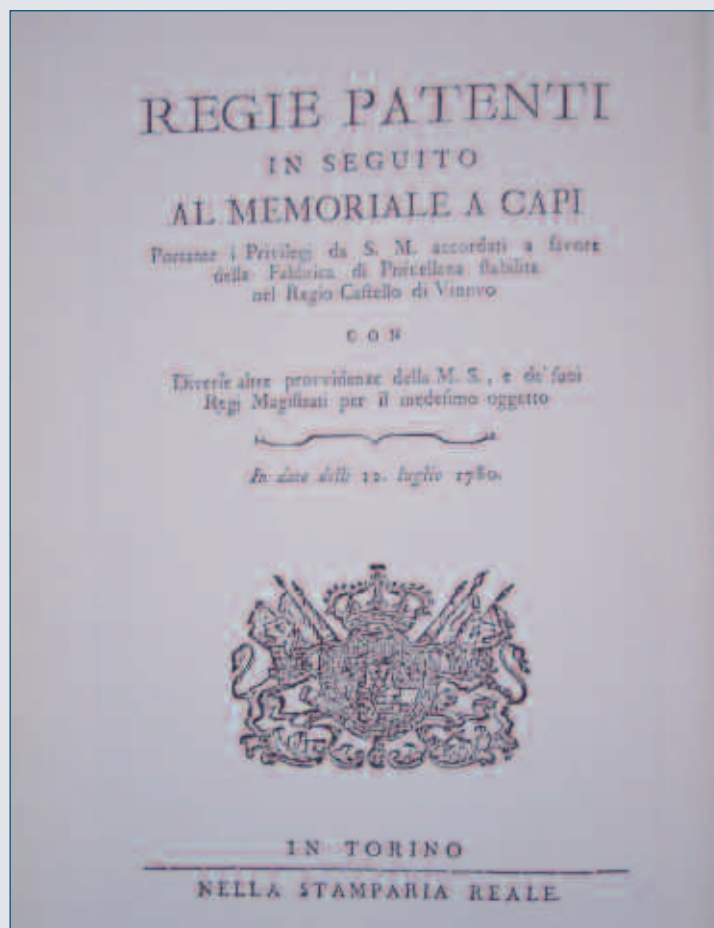 REGIE PATENTI
IN SEGUITO
AL MEMORIALE A CAPI
Portante i Privilegi da S. M. accordati a favore
della Fabbrica di Porcellana stabilita
nel Regio Castello di Vinovo
CON
Diverse altre provvidenze della M. S., e de' suoi
Regj Magistrati per il medesimo oggetto
In data delli 12. luglio 1780.
IN TORINO
NELLA STAMPARIA REALE.